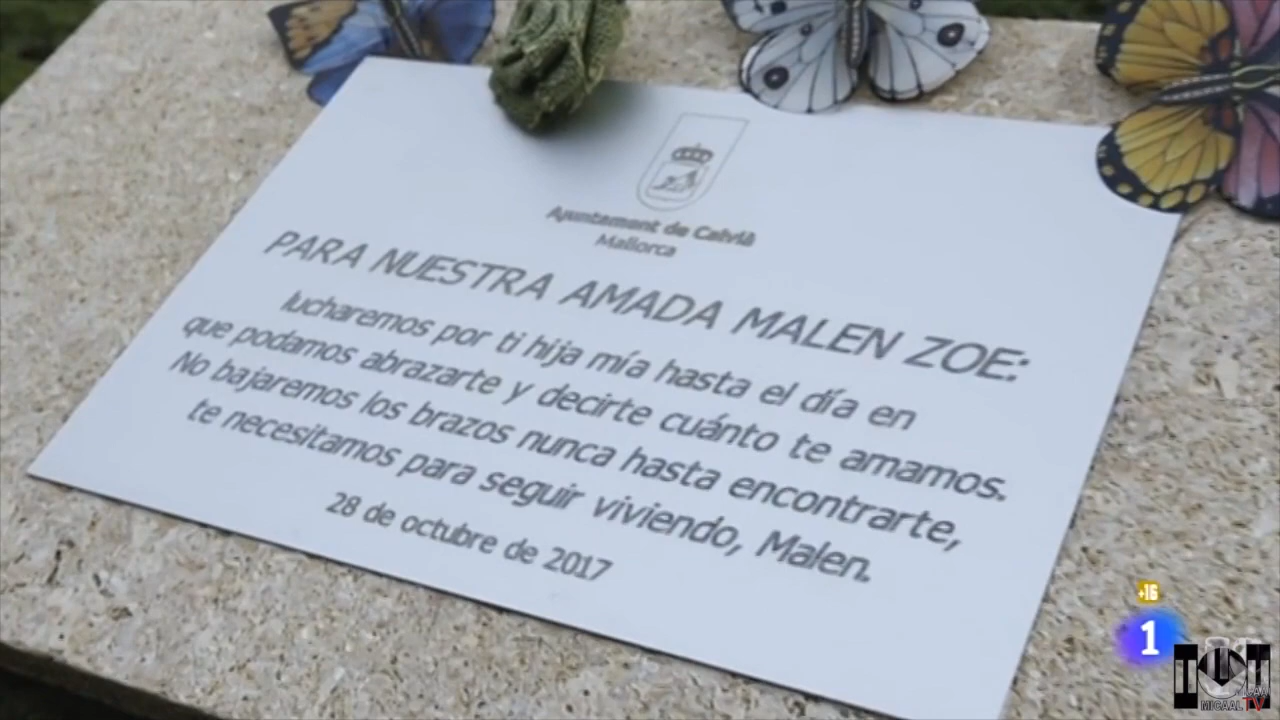 Ajuntament de Calvià
Mallorca
PARA NUESTRA AMADA MALEN ZOE:
lucharemos por ti hija mía hasta el día en
que podamos abrazarte y decirte cuánto te amamos.
No bajaremos los brazos nunca hasta encontrarte,
te necesitamos para seguir viviendo, Malen.
28 de octubre de 2017
+16
1
MICAAL TV